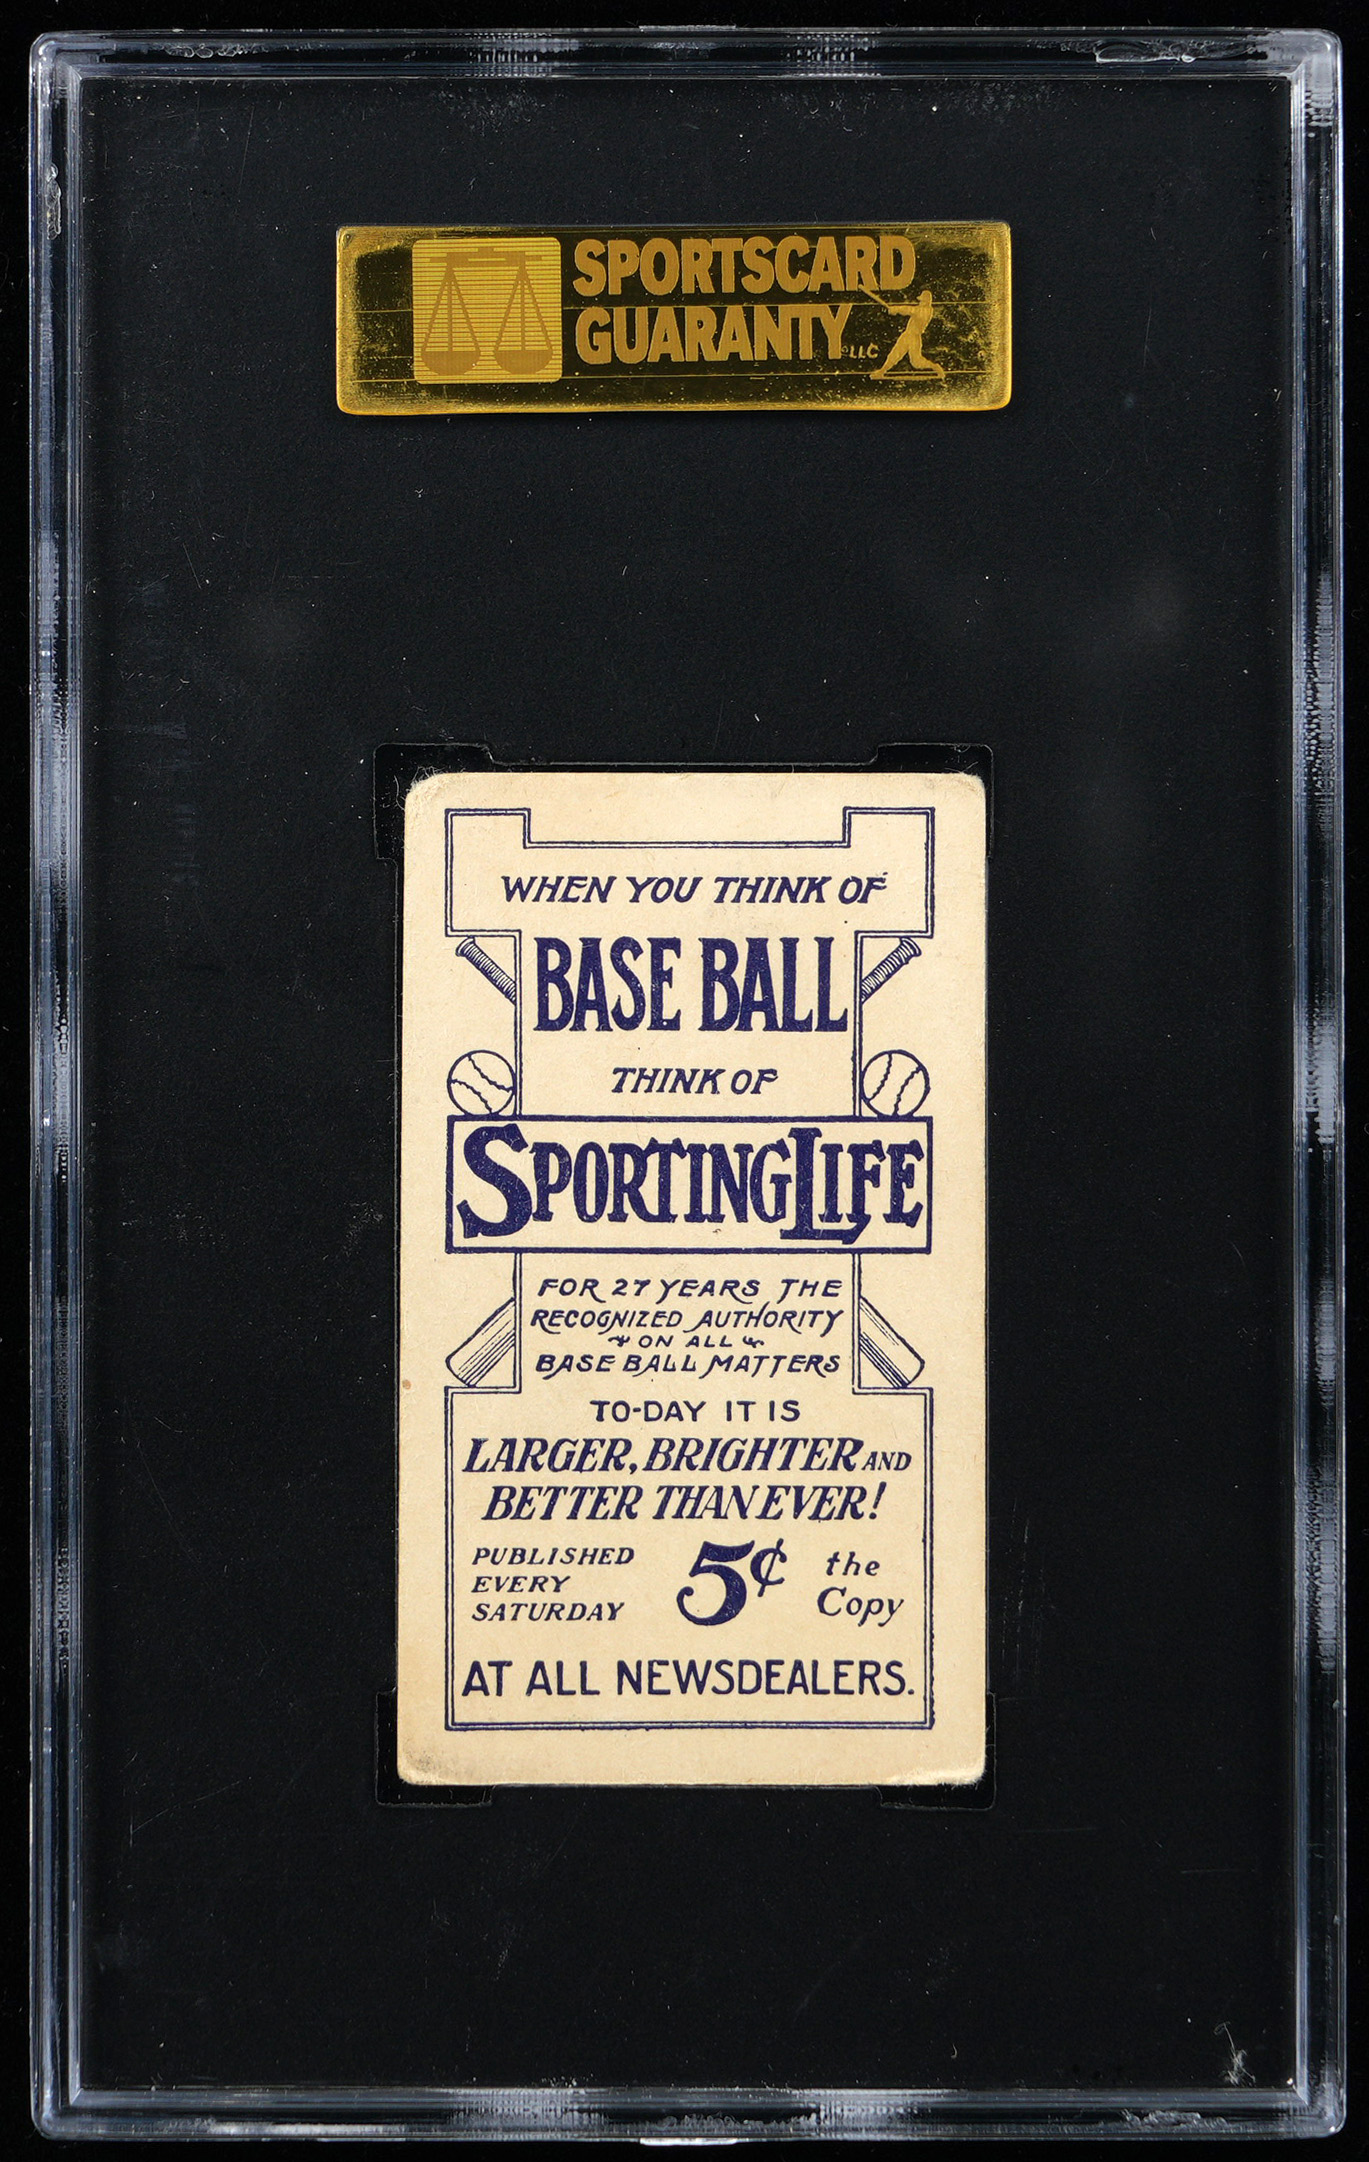 SPORTSCARD
GUARANTY LLC
WHEN YOU THINK OF
BASE BALL
THINK OF
SPORTING LIFE
FOR 27 YEARS THE
RECOGNIZED AUTHORITY
ON ALL
BASE BALL MATTERS
TO-DAY IT IS
LARGER, BRIGHTER AND
BETTER THAN EVER!
PUBLISHED
EVERY
SATURDAY
5¢
the
Copy
AT ALL NEWSDEALERS.